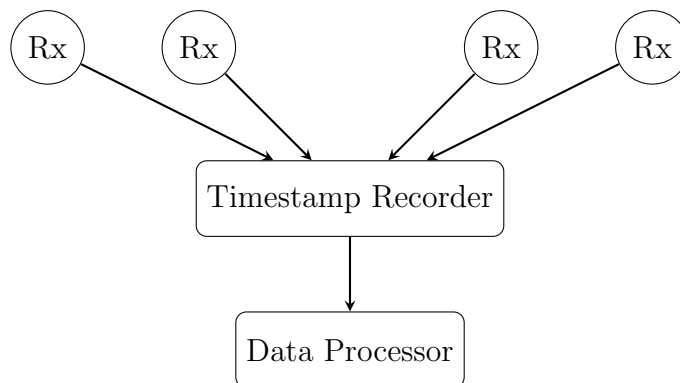 Rx Rx Rx Rx
Timestamp Recorder
Data Processor